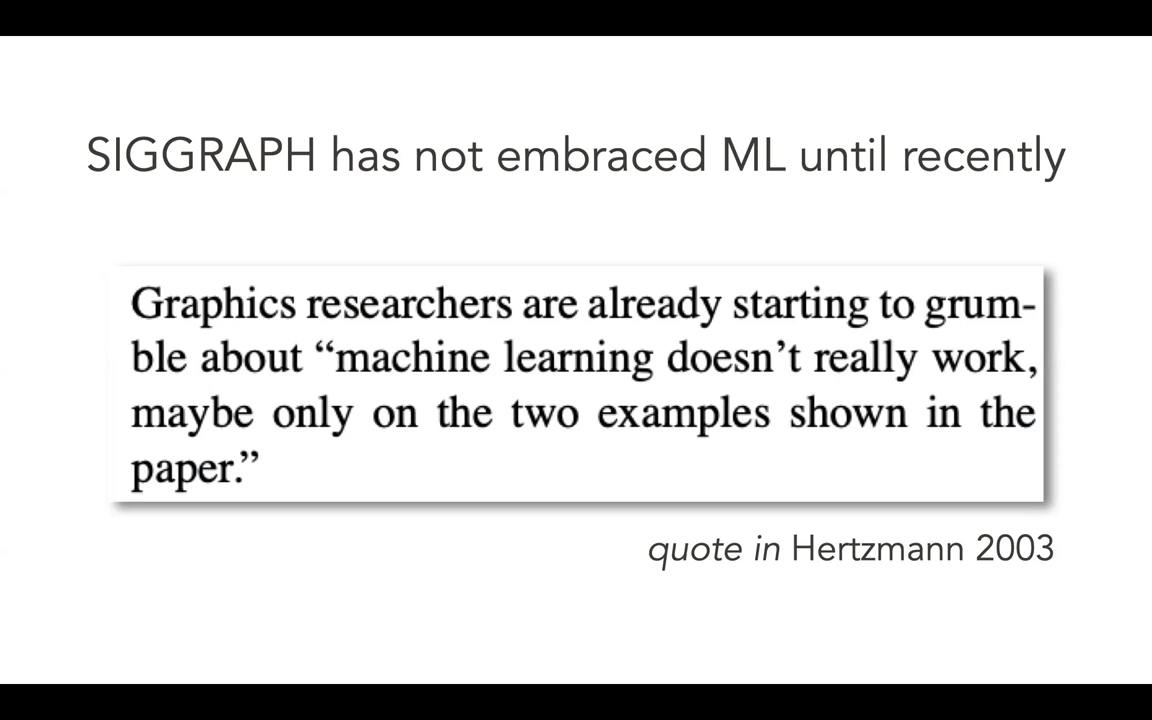 SIGGRAPH has not embraced ML until recently
Graphics researchers are already starting to grum-
ble about “machine learning doesn’t really work,
maybe only on the two examples shown in the
paper.”
quote in Hertzmann 2003